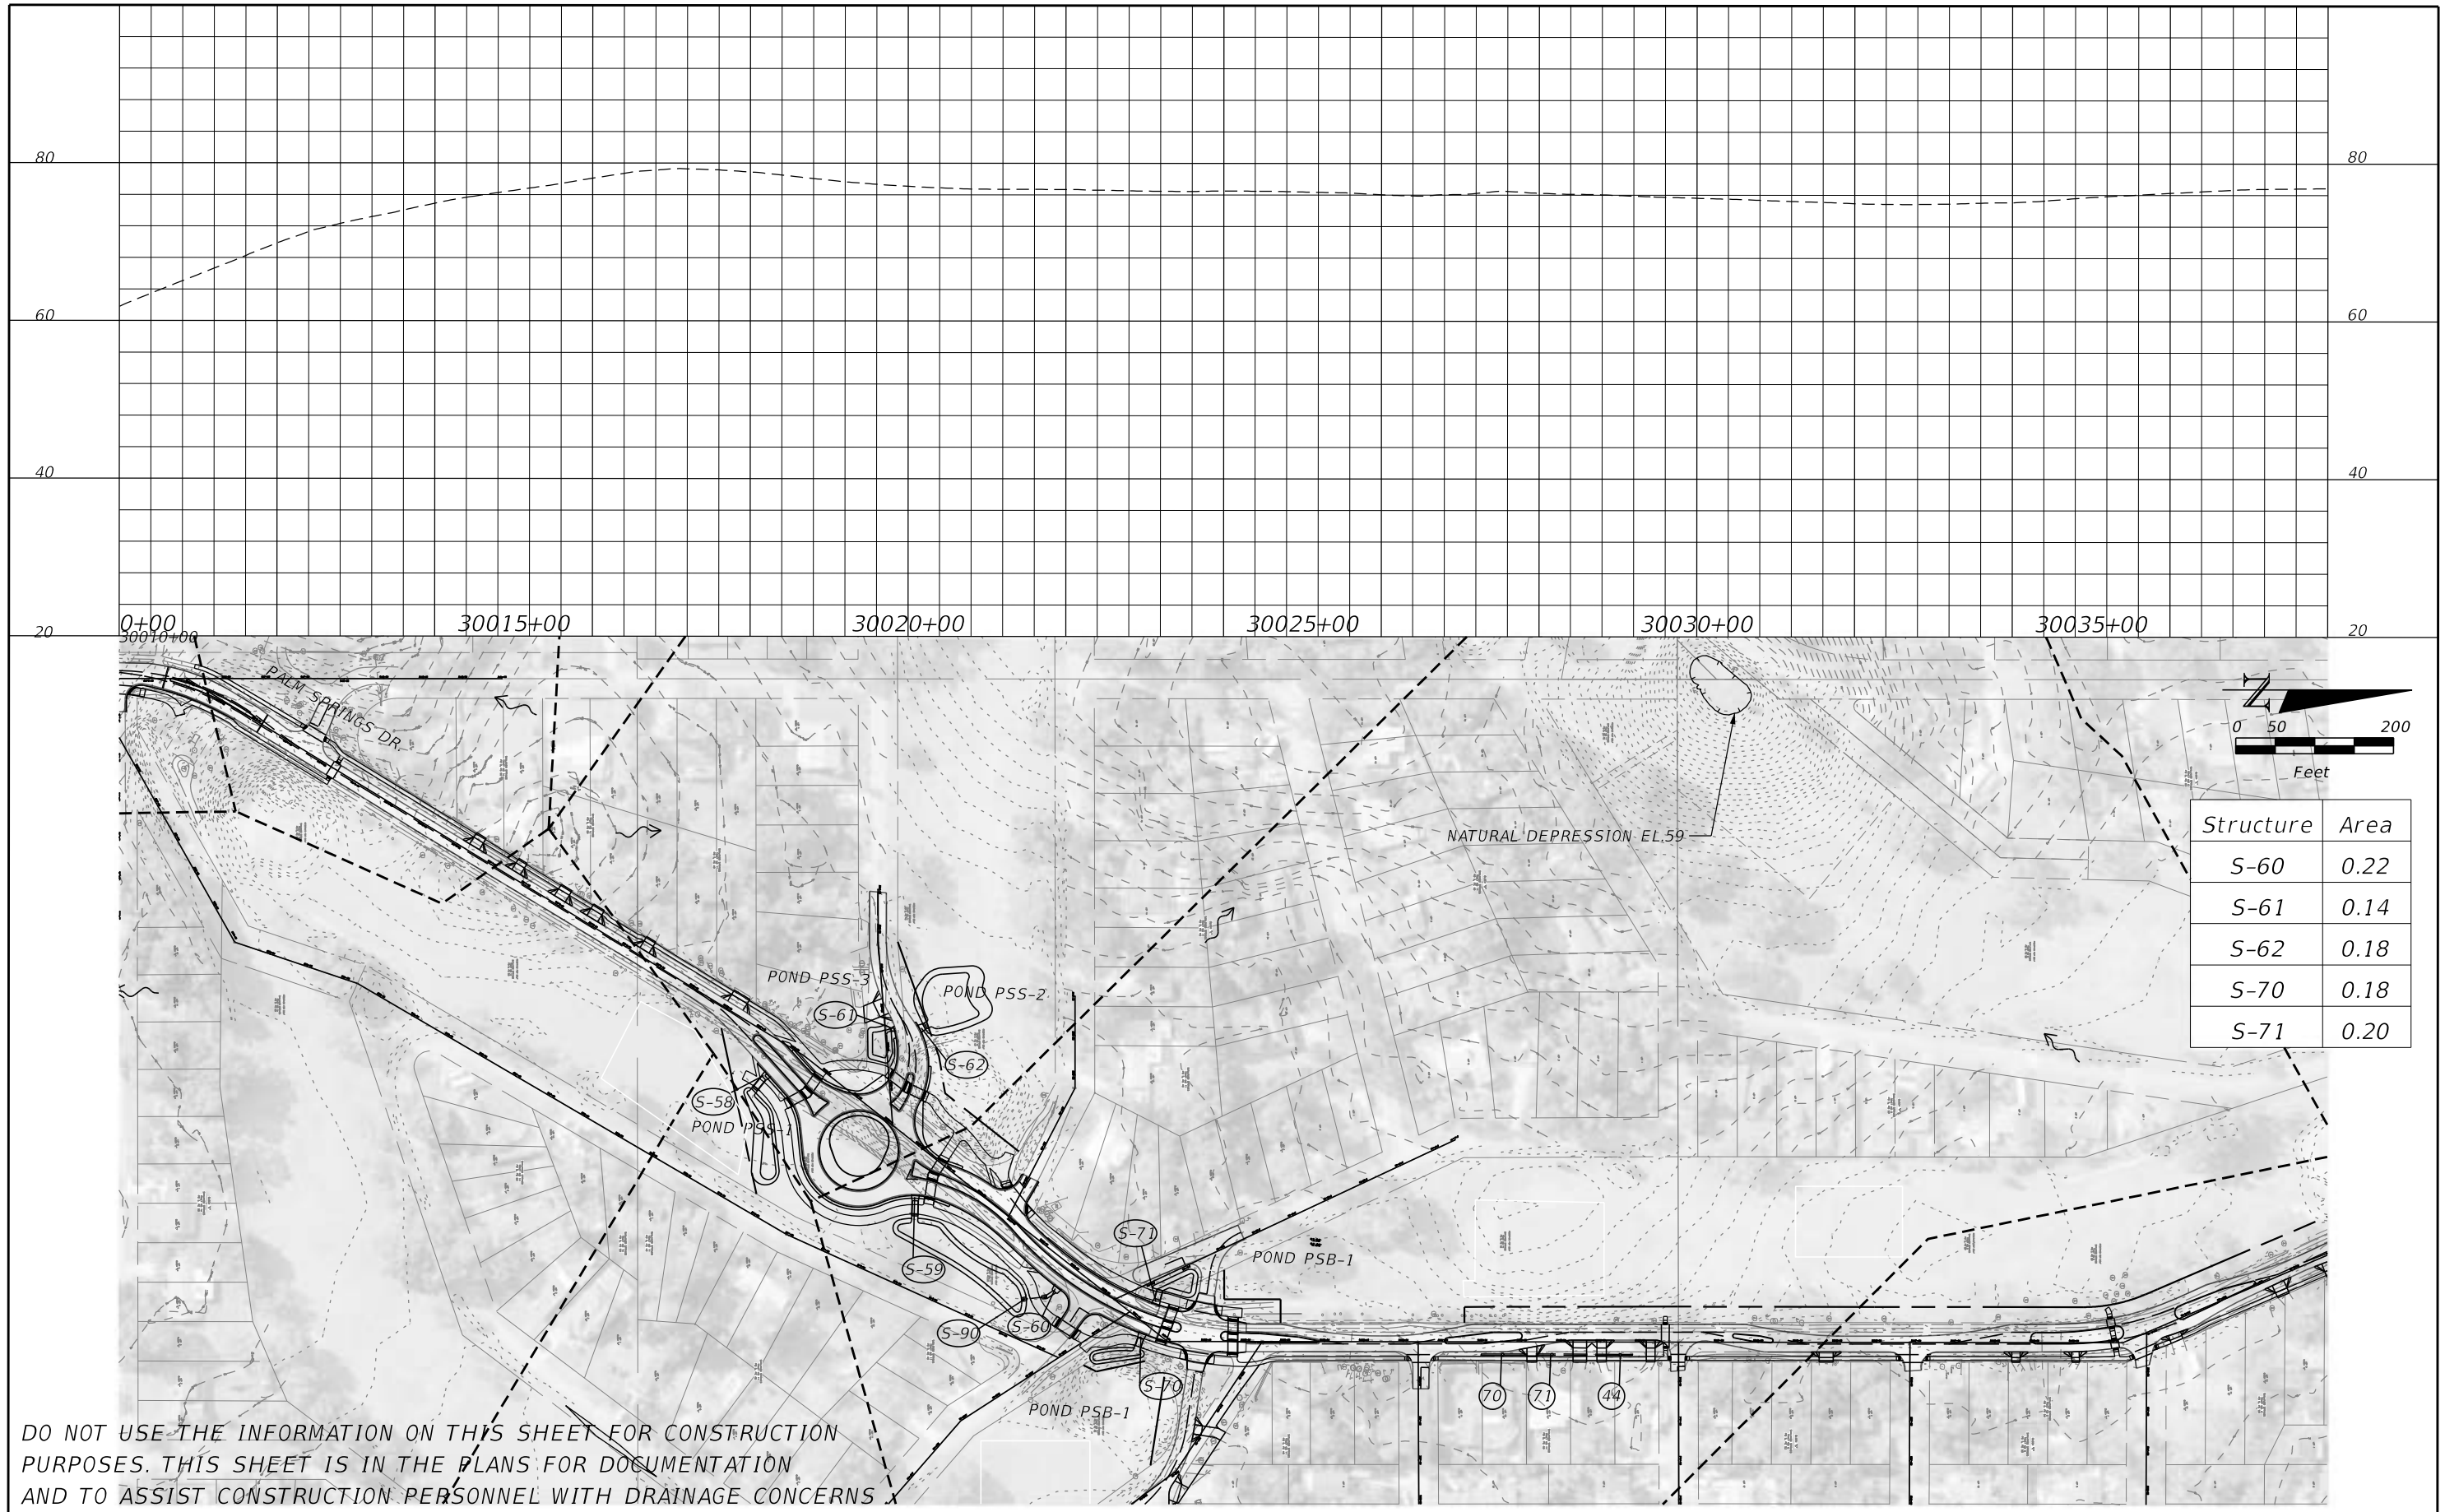 80
80
60
60
40
40
20
20
0+00
30015+00
30020+00
30025+00
30030+00
30035+00
30010+00
PALM SPRINGS DR.
N
0 50 200
Feet
NATURAL DEPRESSION EL.59
Structure Area
S-60 0.22
S-61 0.14
S-62 0.18
S-70 0.18
S-71 0.20
POND PSS-3
POND PSS-2
S-61
S-62
S-58
POND PSS-1
S-71
POND PSB-1
S-59
S-90
S-60
S-70
70
71
44
POND PSB-1
DO NOT USE THE INFORMATION ON THIS SHEET FOR CONSTRUCTION
PURPOSES. THIS SHEET IS IN THE PLANS FOR DOCUMENTATION
AND TO ASSIST CONSTRUCTION PERSONNEL WITH DRAINAGE CONCERNS